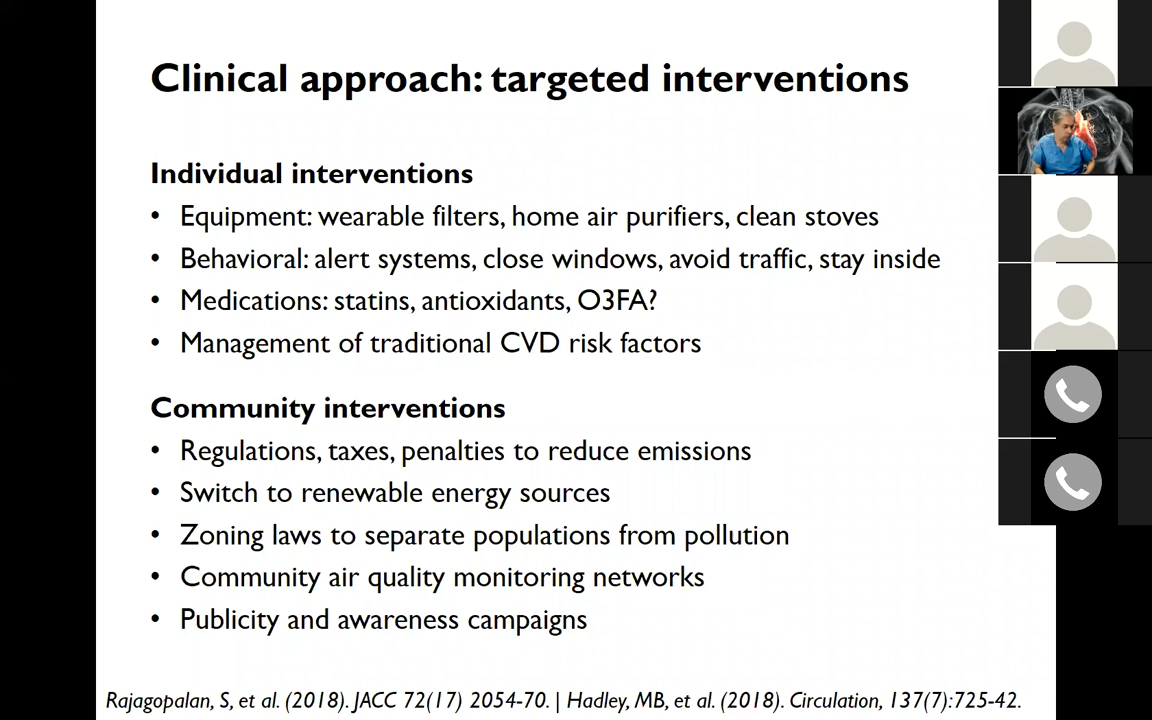 Clinical approach: targeted interventions
Individual interventions
• Equipment: wearable filters, home air purifiers, clean stoves
• Behavioral: alert systems, close windows, avoid traffic, stay inside
• Medications: statins, antioxidants, O3FA?
• Management of traditional CVD risk factors
Community interventions
• Regulations, taxes, penalties to reduce emissions
• Switch to renewable energy sources
• Zoning laws to separate populations from pollution
• Community air quality monitoring networks
• Publicity and awareness campaigns
Rajagopalan, S, et al. (2018). JACC 72(17) 2054-70. | Hadley, MB, et al. (2018). Circulation, 137(7):725-42.